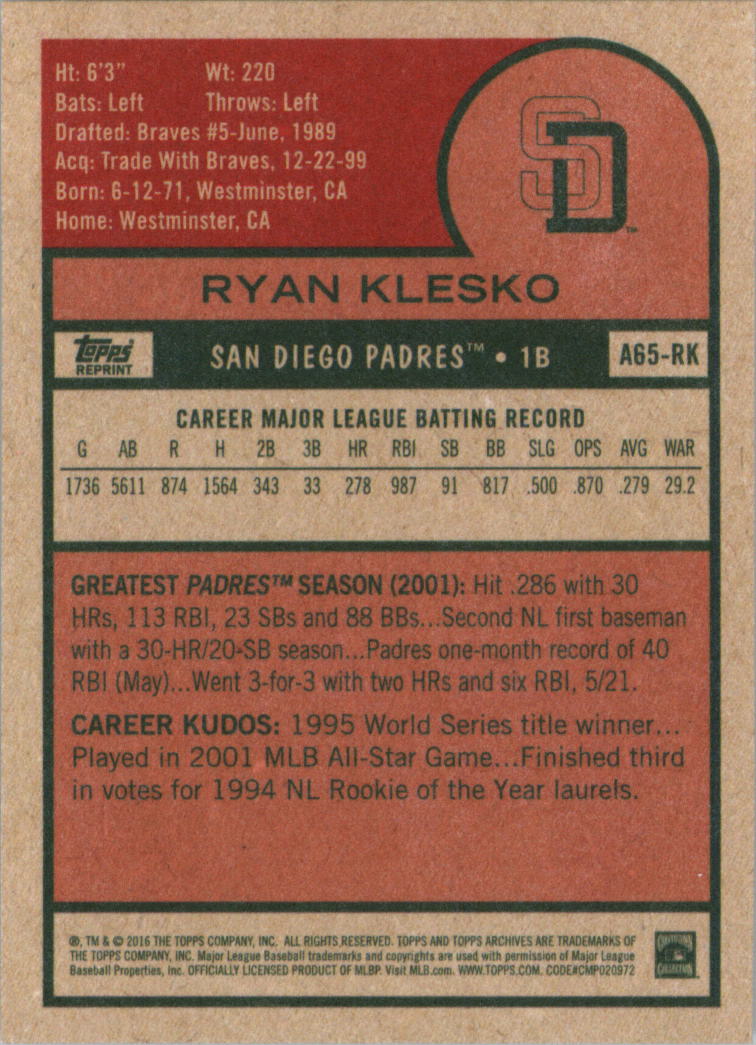 Ht: 6'3" Wt: 220
Bats: Left Throws: Left
Drafted: Braves #5-June, 1989
Acq: Trade With Braves, 12-22-99
Born: 6-12-71, Westminster, CA
Home: Westminster, CA
SD™
RYAN KLESKO
topps
REPRINT
SAN DIEGO PADRES™ • 1B
A65-RK
CAREER MAJOR LEAGUE BATTING RECORD
G AB R H 2B 3B HR RBI SB BB SLG OPS AVG WAR
1736 5611 874 1564 343 33 278 987 91 817 .500 .870 .279 29.2
GREATEST PADRES™ SEASON (2001): Hit .286 with 30
HRs, 113 RBI, 23 SBs and 88 BBs...Second NL first baseman
with a 30-HR/20-SB season...Padres one-month record of 40
RBI (May)...Went 3-for-3 with two HRs and six RBI, 5/21.
CAREER KUDOS: 1995 World Series title winner...
Played in 2001 MLB All-Star Game...Finished third
in votes for 1994 NL Rookie of the Year laurels.
®, TM & © 2016 THE TOPPS COMPANY, INC. ALL RIGHTS RESERVED. TOPPS AND TOPPS ARCHIVES ARE TRADEMARKS OF
THE TOPPS COMPANY, INC. Major League Baseball trademarks and copyrights are used with permission of Major League
Baseball Properties, Inc. OFFICIALLY LICENSED PRODUCT OF MLBP. Visit MLB.com. WWW.TOPPS.COM. CODE#CMP020972
COOPERSTOWN
COLLECTION